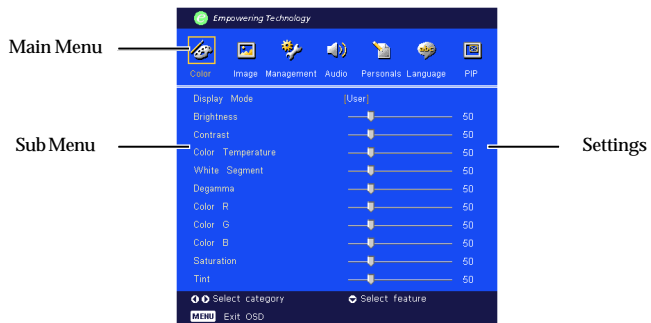 Empowering Technology
Main Menu
Color Image Management Audio Personals Language PIP
Display Mode [User]
Brightness 50
Contrast 50
Sub Menu
Settings
Color Temperature 50
White Segment 50
Degamma 50
Color R 50
Color G 50
Color B 50
Saturation 50
Tint 50
Select category Select feature
MENU Exit OSD